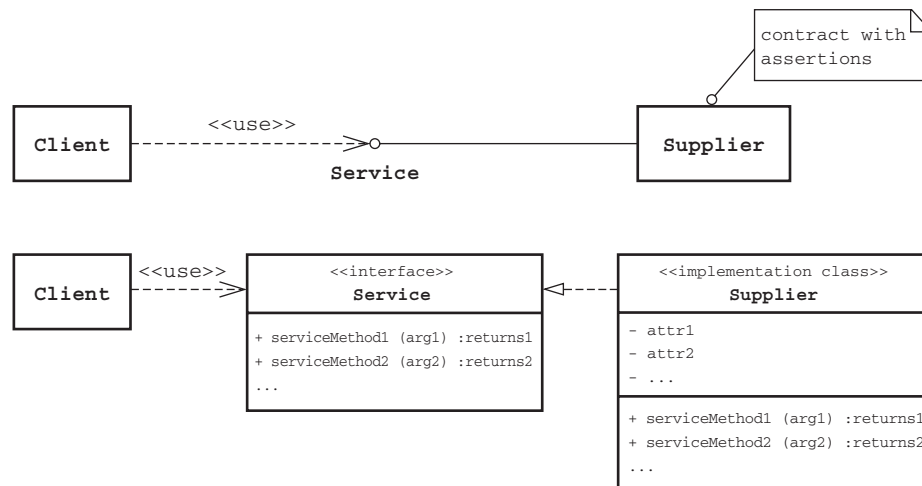 contract with
assertions
<<use>>
Client
Service
Supplier
<<use>>
Client
<<interface>>
Service
+ serviceMethod1 (arg1) :returns1
+ serviceMethod2 (arg2) :returns2
...
<<implementation class>>
Supplier
- attr1
- attr2
- ...
+ serviceMethod1 (arg1) :returns1
+ serviceMethod2 (arg2) :returns2
...